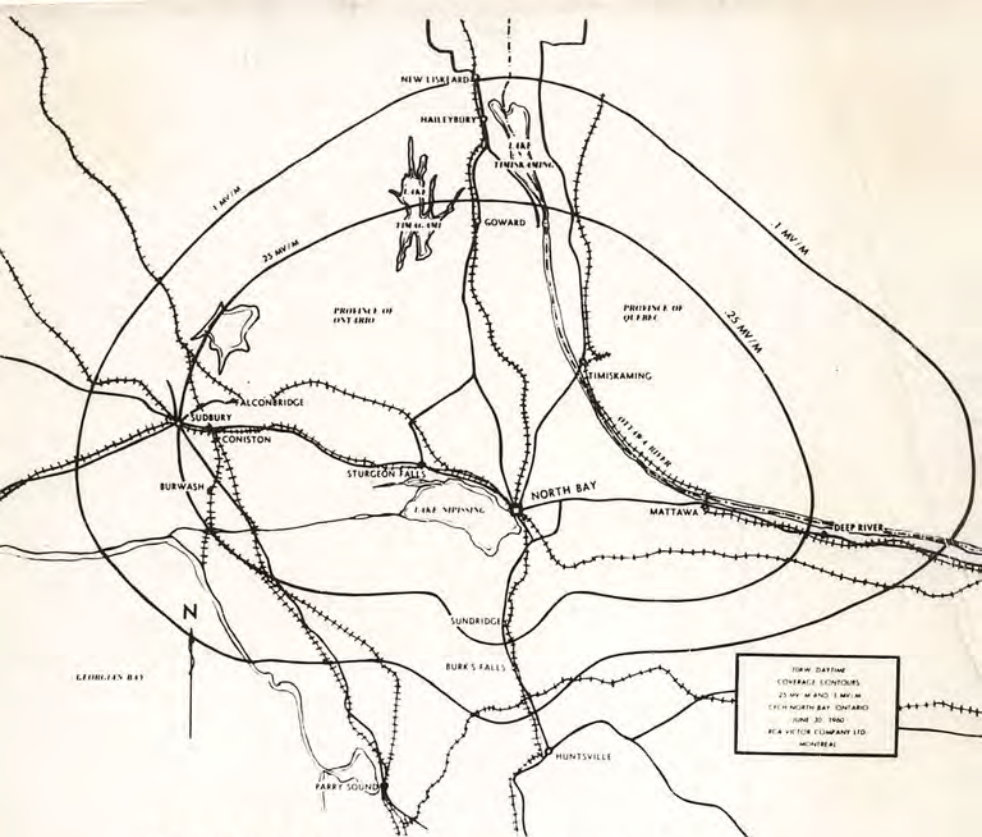 NEW LISKEARD
HAILEYBURY
LAKE
TIMISKAMING
.1 MV/M
LAKE
TIMAGAMI
GOWARD
.1 MV/M
.25 MV/M
PROVINCE OF
ONTARIO
PROVINCE OF
QUEBEC
.25 MV/M
TIMISKAMING
FALCONBRIDGE
SUDBURY
CONISTON
OTTAWA RIVER
STURGEON FALLS
BURWASH
NORTH BAY
LAKE NIPISSING
MATTAWA
DEEP RIVER
N
SUNDRIDGE
BURK'S FALLS
GEORGIAN BAY
HUNTSVILLE
PARRY SOUND
10KW. DAYTIME
COVERAGE CONTOURS
.25 MV/M AND .1 MV/M
CFCH NORTH BAY ONTARIO
JUNE 30, 1960
RCA VICTOR COMPANY LTD.
MONTREAL